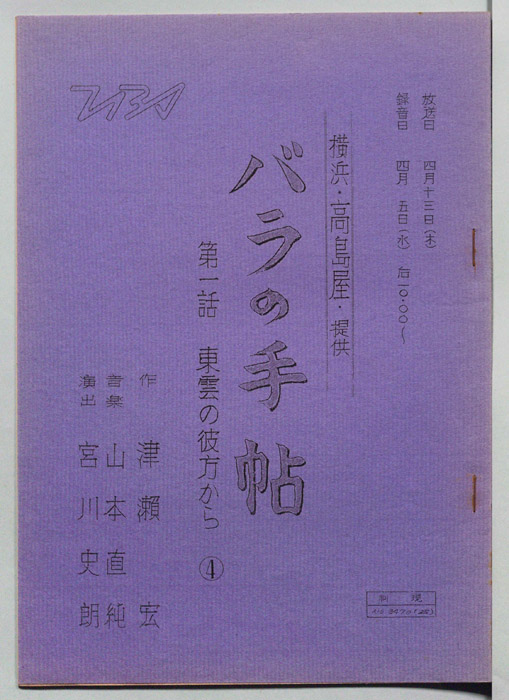 放送日 四月十三日(木)
録音日 四月 五日(水) 后一〇.〇〇〜
横浜・高島屋・提供
バラの手帖
第一話 東雲の彼方から ④
作 津瀬 宏
音楽 山本直純
演出 宮川史朗